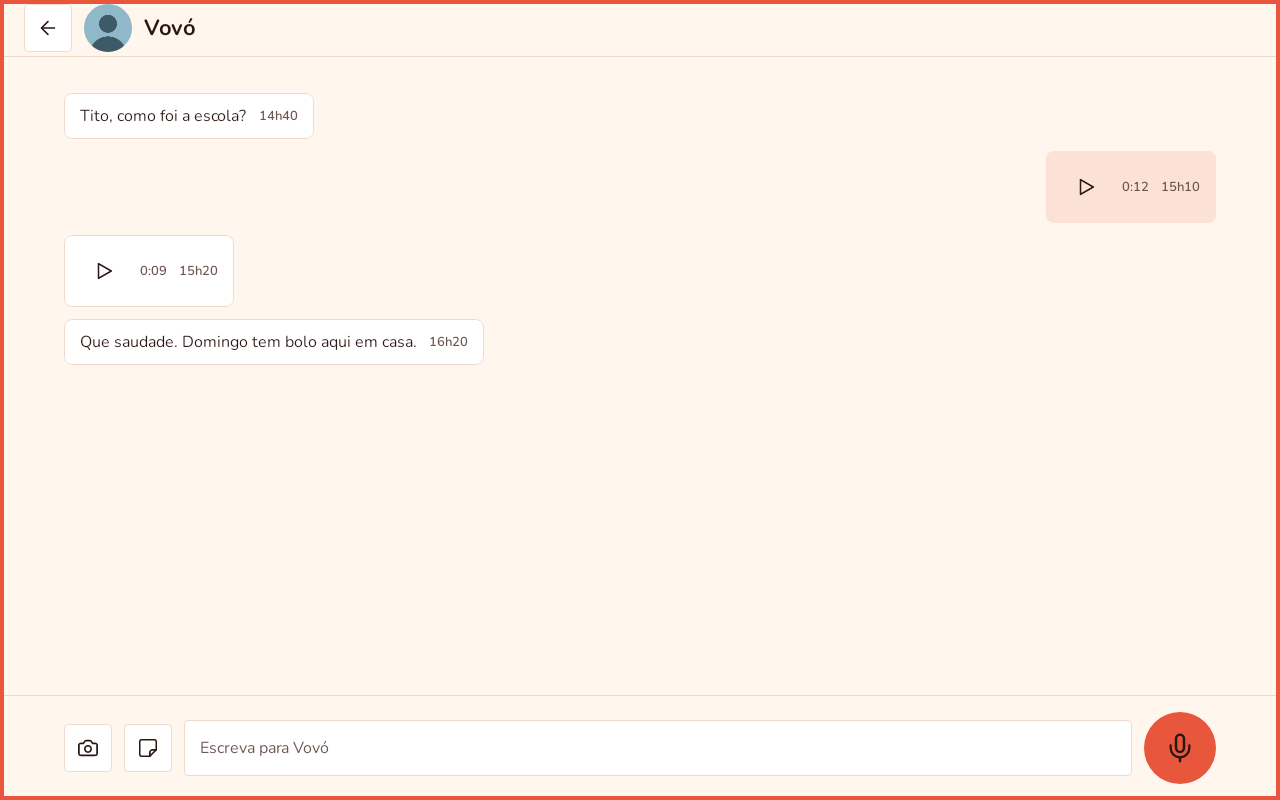 Vovó
Tito, como foi a escola? 14h40
0:12 15h10
0:09 15h20
Que saudade. Domingo tem bolo aqui em casa. 16h20
Escreva para Vovó